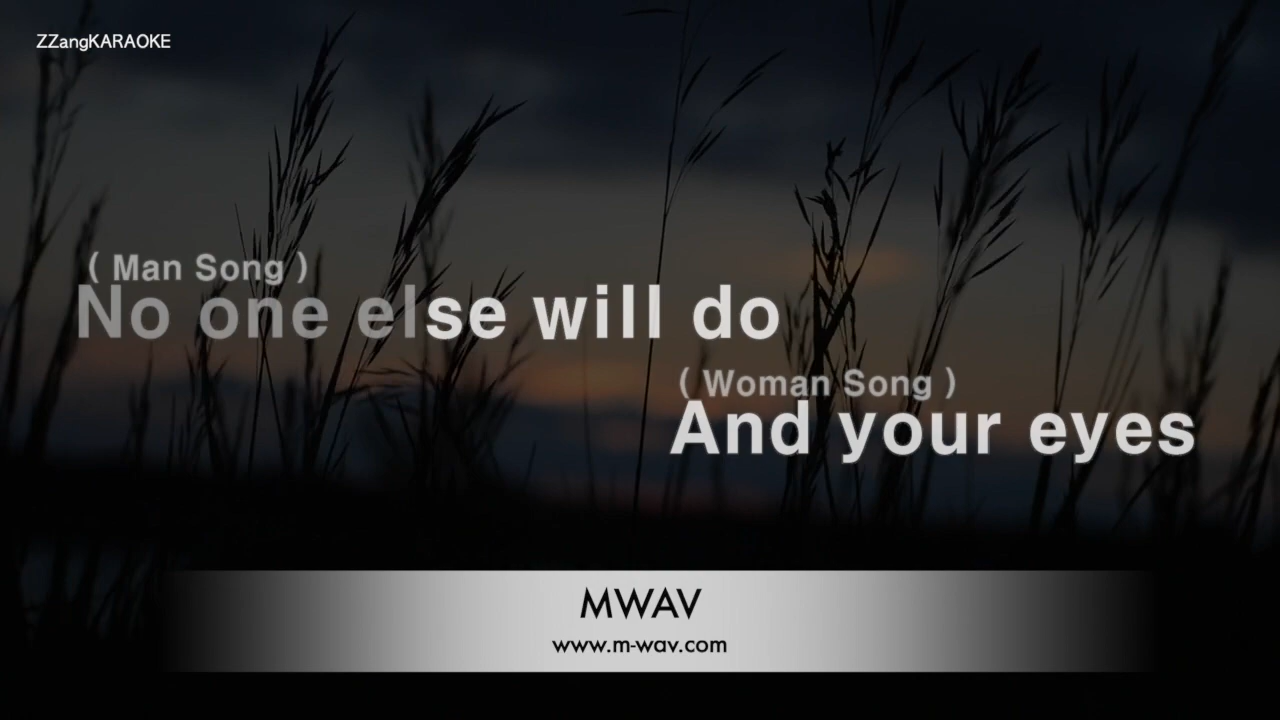 ZZangKARAOKE
( Man Song )
No one else will do
( Woman Song )
And your eyes
MWAV
www.m-wav.com